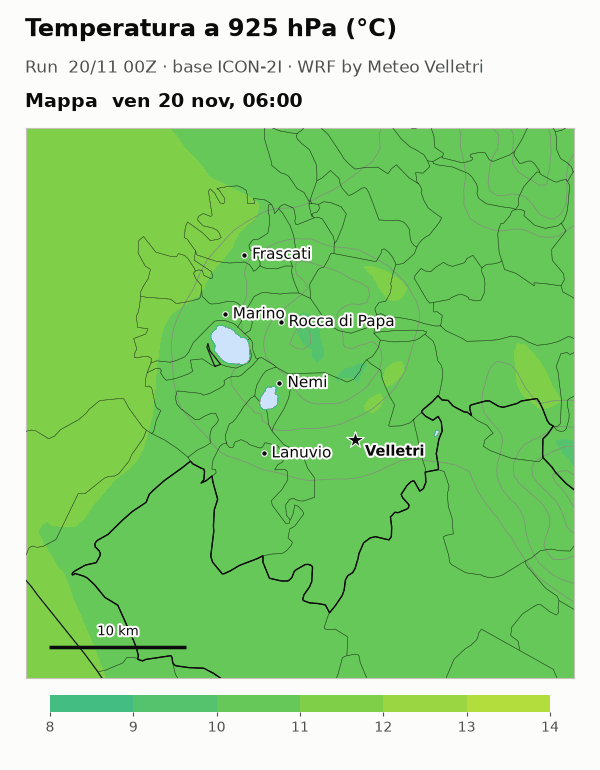 Temperatura a 925 hPa (°C)
Run  20/11 00Z · base ICON-2I · WRF by Meteo Velletri
Mappa  ven 20 nov, 06:00
Frascati
Marino
Rocca di Papa
Nemi
Velletri
Lanuvio
10 km
8 9 10 11 12 13 14